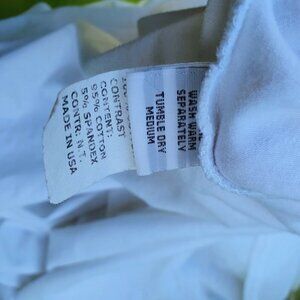 CONTRAST
CONTENT:
95% COTTON
5% SPANDEX
CONTR: N.T.
MADE IN USA
WASH WARM
SEPARATELY
TUMBLE DRY
MEDIUM